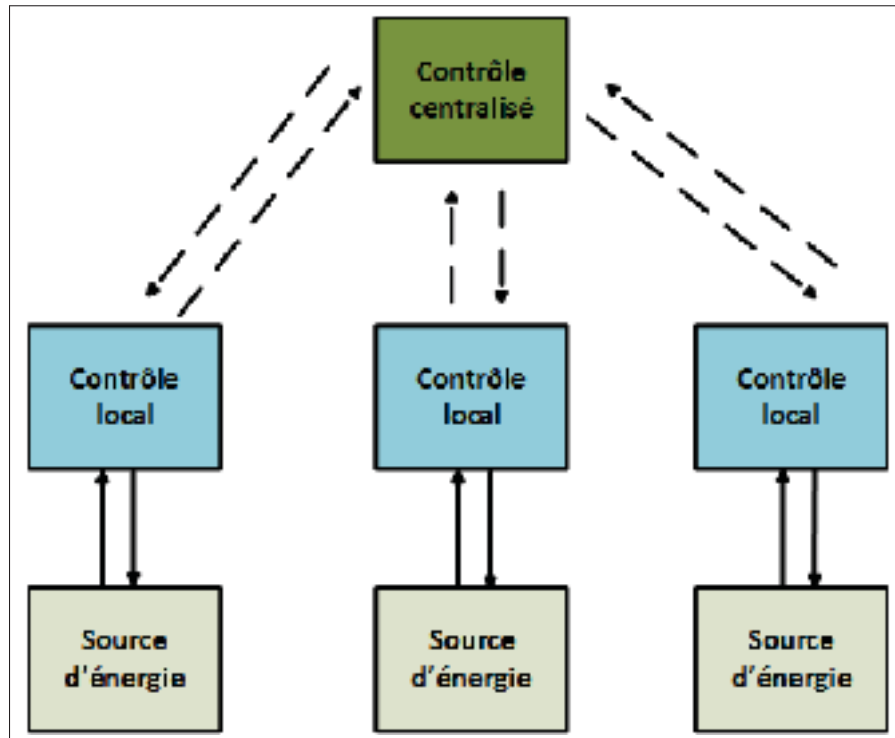 Contrôle
centralisé
Contrôle
local
Contrôle
local
Contrôle
local
Source
d'énergie
Source
d'énergie
Source
d'énergie